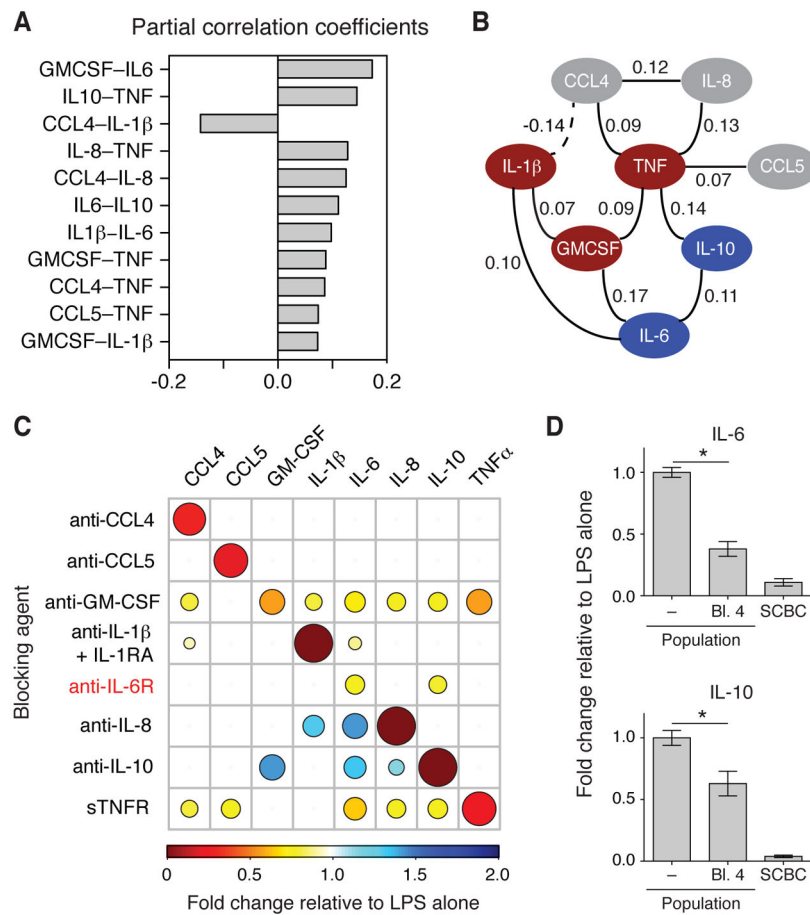 A
Partial correlation coefficients
GMCSF–IL6
IL10–TNF
CCL4–IL-1β
IL-8–TNF
CCL4–IL-8
IL6–IL10
IL1β–IL-6
GMCSF–TNF
CCL4–TNF
CCL5–TNF
GMCSF–IL-1β
-0.2 0.0 0.2
B
CCL4 0.12 IL-8
-0.14 0.09 0.13
IL-1β TNF CCL5
0.07
0.07 0.09 0.14
GMCSF IL-10
0.10
0.17 0.11
IL-6
C
CCL4 CCL5 GM-CSF IL-1β IL-6 IL-8 IL-10 TNFα
Blocking agent
anti-CCL4
anti-CCL5
anti-GM-CSF
anti-IL-1β
+ IL-1RA
anti-IL-6R
anti-IL-8
anti-IL-10
sTNFR
0 0.5 1.0 1.5 2.0
Fold change relative to LPS alone
D
Fold change relative to LPS alone
IL-6
*
1.0
0.5
0.0
– Bl. 4 SCBC
Population
IL-10
*
1.0
0.5
0.0
– Bl. 4 SCBC
Population